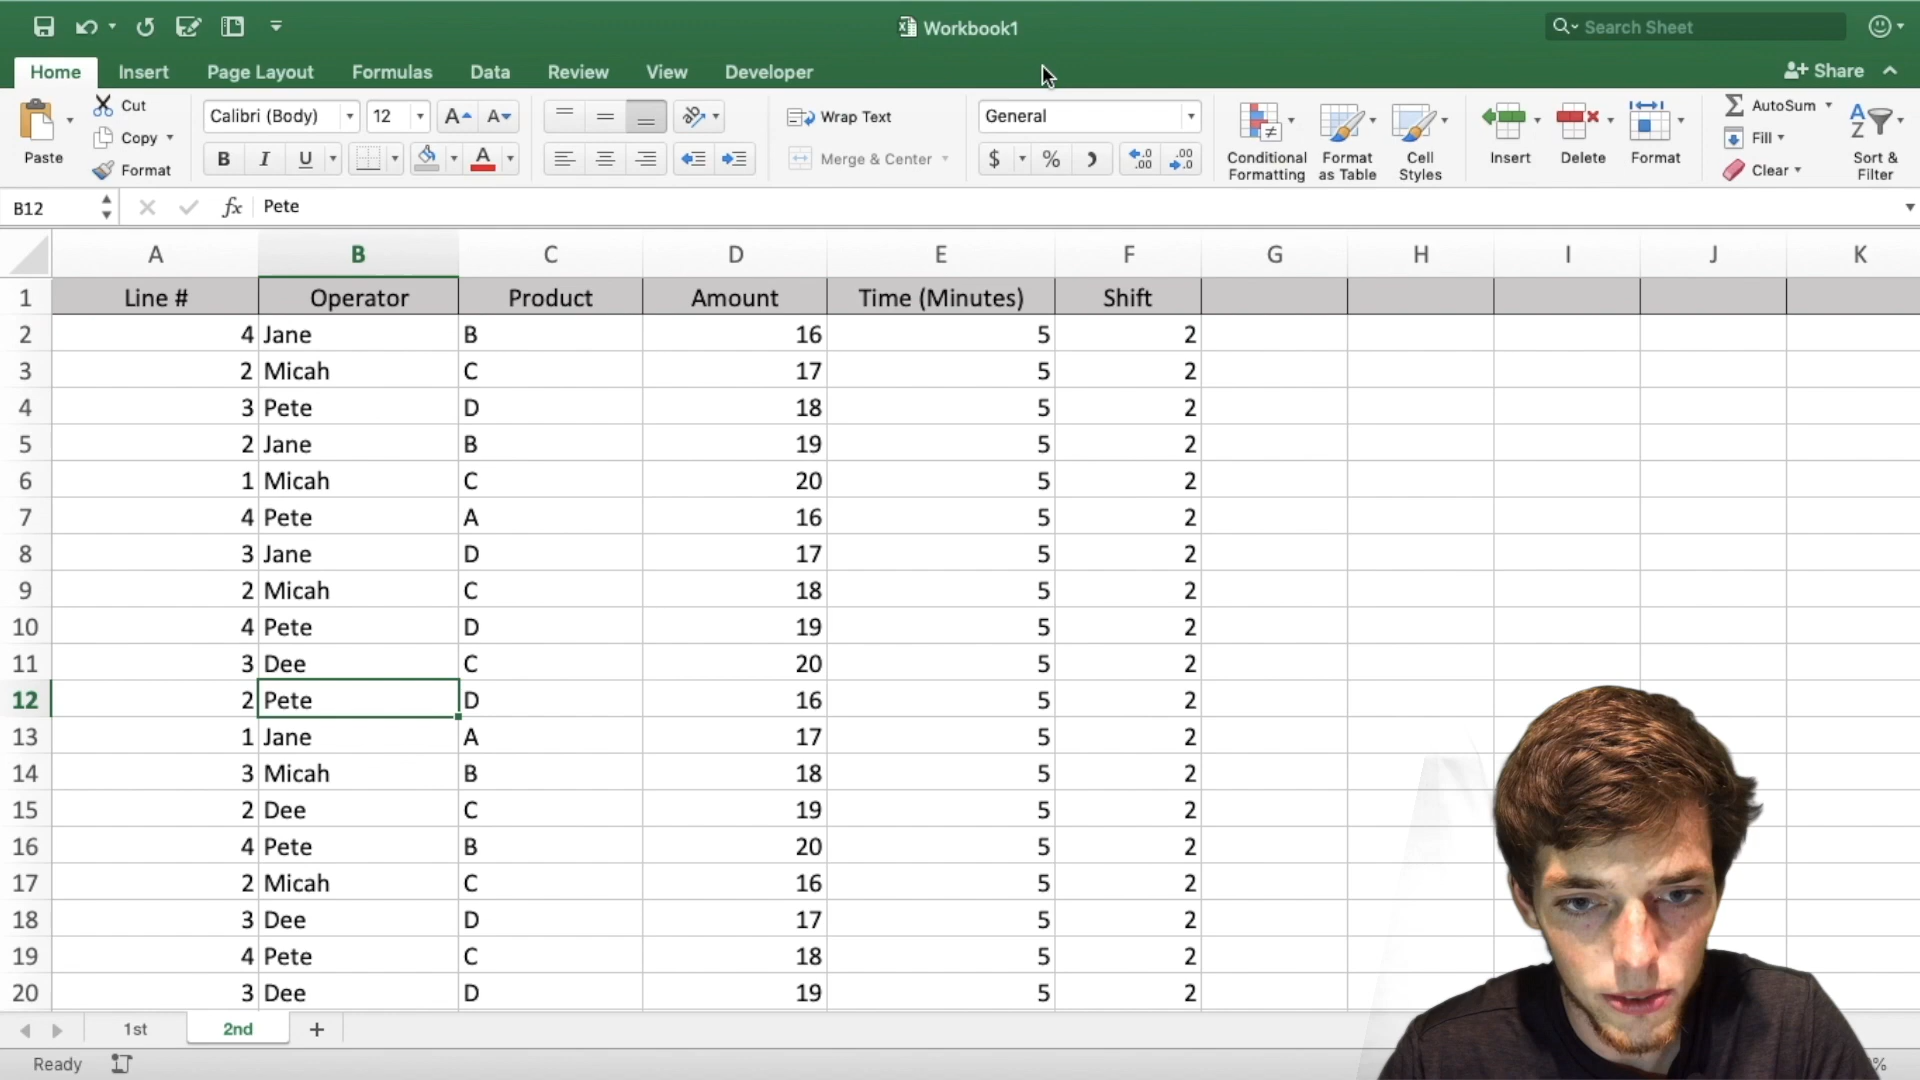 Workbook1
Search Sheet
Home Insert Page Layout Formulas Data Review View Developer
Share
Paste
Cut
Copy
Format
Calibri (Body) 12
B I U
Wrap Text
Merge & Center
General
$ %
Conditional Formatting
Format as Table
Cell Styles
Insert
Delete
Format
AutoSum
Fill
Clear
Sort & Filter
B12 fx Pete
A B C D E F G H I J K
1 Line # Operator Product Amount Time (Minutes) Shift
2 4 Jane B 16 5 2
3 2 Micah C 17 5 2
4 3 Pete D 18 5 2
5 2 Jane B 19 5 2
6 1 Micah C 20 5 2
7 4 Pete A 16 5 2
8 3 Jane D 17 5 2
9 2 Micah C 18 5 2
10 4 Pete D 19 5 2
11 3 Dee C 20 5 2
12 2 Pete D 16 5 2
13 1 Jane A 17 5 2
14 3 Micah B 18 5 2
15 2 Dee C 19 5 2
16 4 Pete B 20 5 2
17 2 Micah C 16 5 2
18 3 Dee D 17 5 2
19 4 Pete C 18 5 2
20 3 Dee D 19 5 2
1st 2nd +
Ready